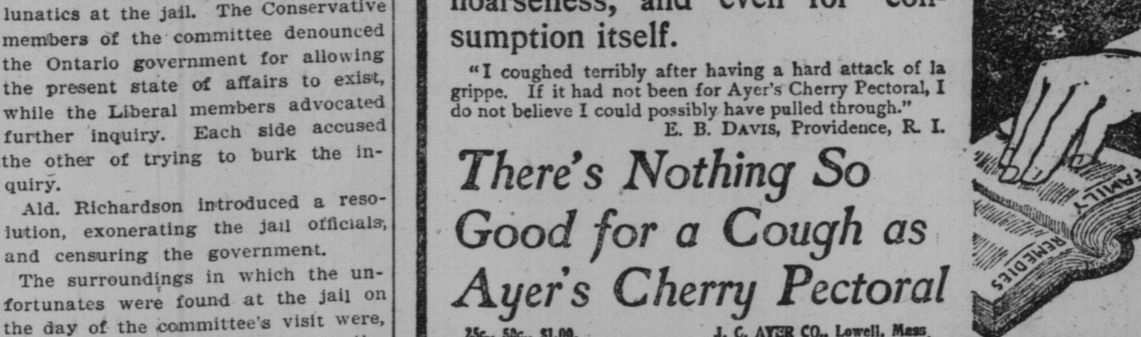 lunatics at the jail. The Conservative
members of the committee denounced
the Ontario government for allowing
the present state of affairs to exist,
while the Liberal members advocated
further inquiry. Each side accused
the other of trying to burk the in-
quiry.
Ald. Richardson introduced a reso-
lution, exonerating the jail officials,
and censuring the government.
The surroundings in which the un-
fortunates were found at the jail on
the day of the committee's visit were,
hoarseness, and even for con-
sumption itself.
"I coughed terribly after having a hard attack of la
grippe. If it had not been for Ayer's Cherry Pectoral, I
do not believe I could possibly have pulled through."
E. B. DAVIS, Providence, R. I.
There's Nothing So
Good for a Cough as
Ayer's Cherry Pectoral
25c., 50c., $1.00. J. C. AYER CO., Lowell, Mass.
FAMILY
REMEDIES